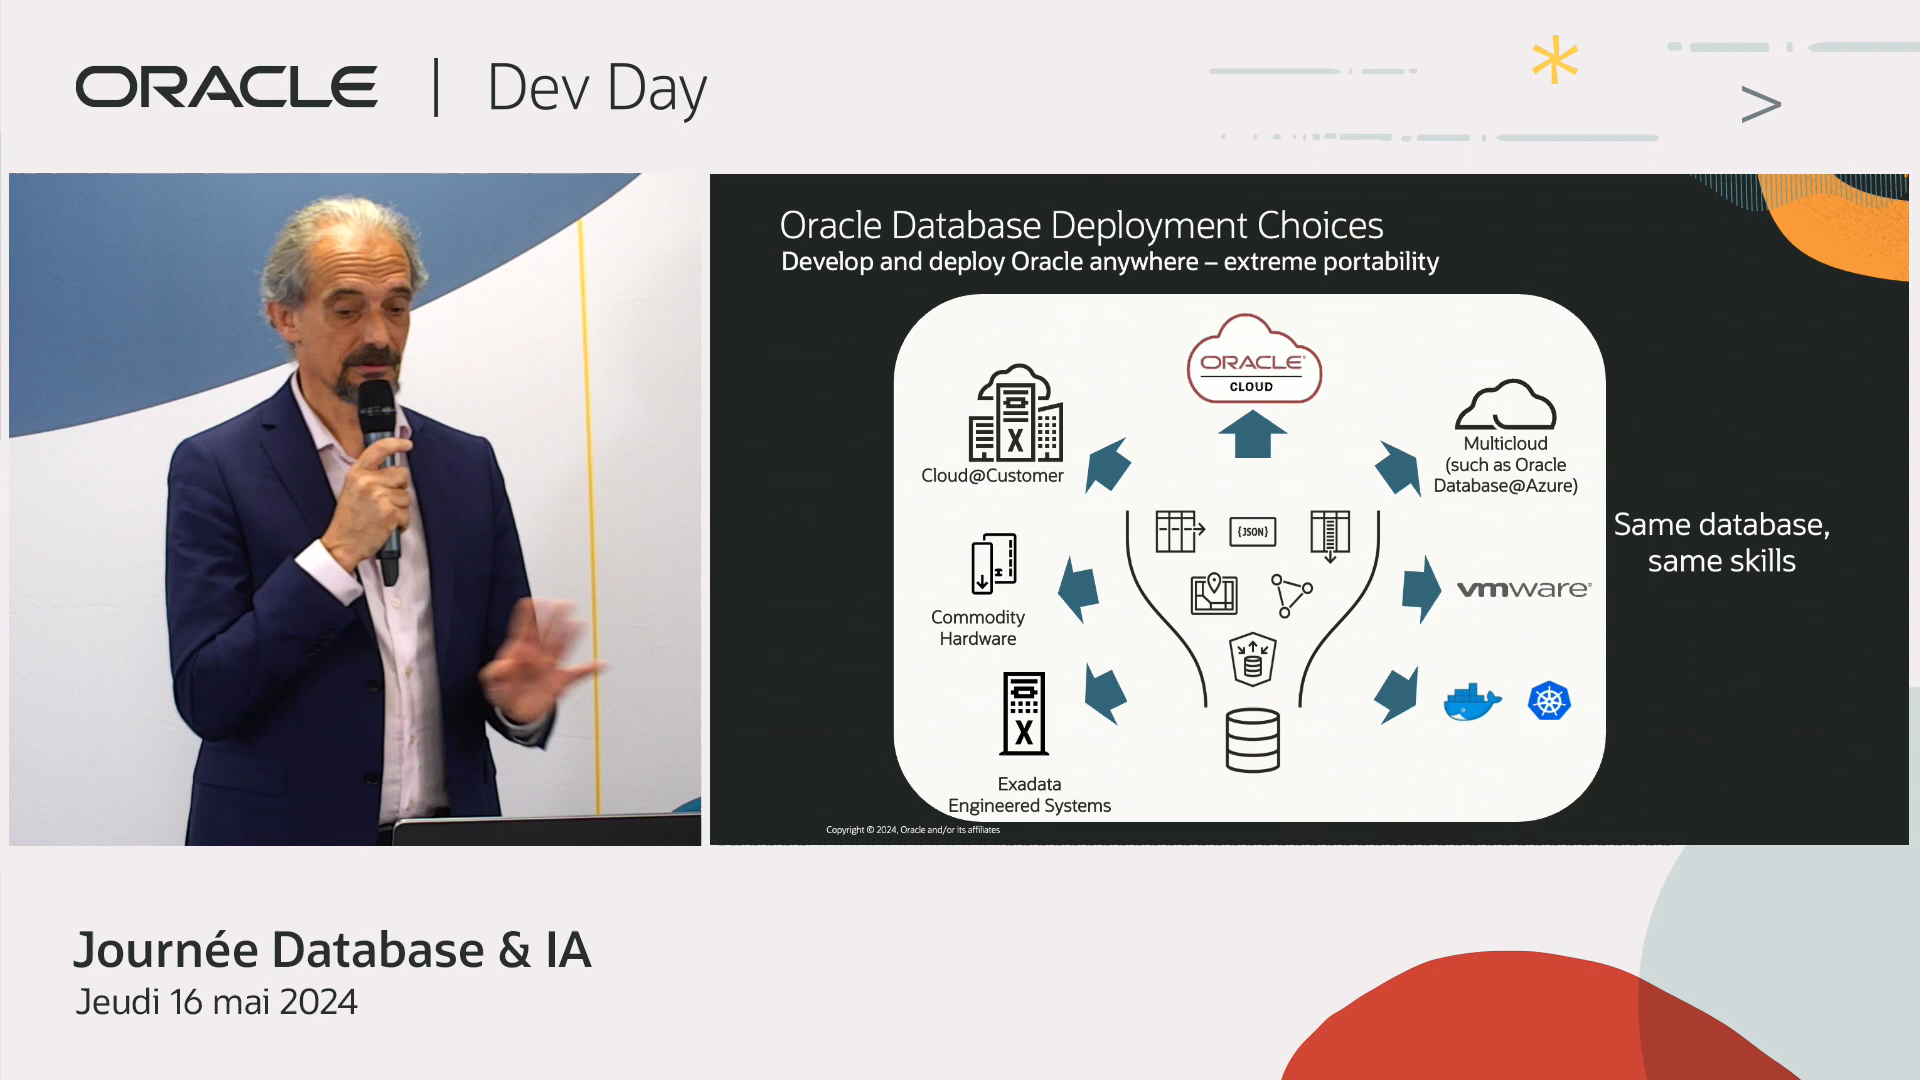 ORACLE | Dev Day
>
Oracle Database Deployment Choices
Develop and deploy Oracle anywhere – extreme portability
ORACLE®
CLOUD
X
Cloud@Customer
Multicloud
(such as Oracle
Database@Azure)
{JSON}
Same database,
same skills
vmware®
Commodity
Hardware
X
Exadata
Engineered Systems
Copyright © 2024, Oracle and/or its affiliates
Journée Database & IA
Jeudi 16 mai 2024